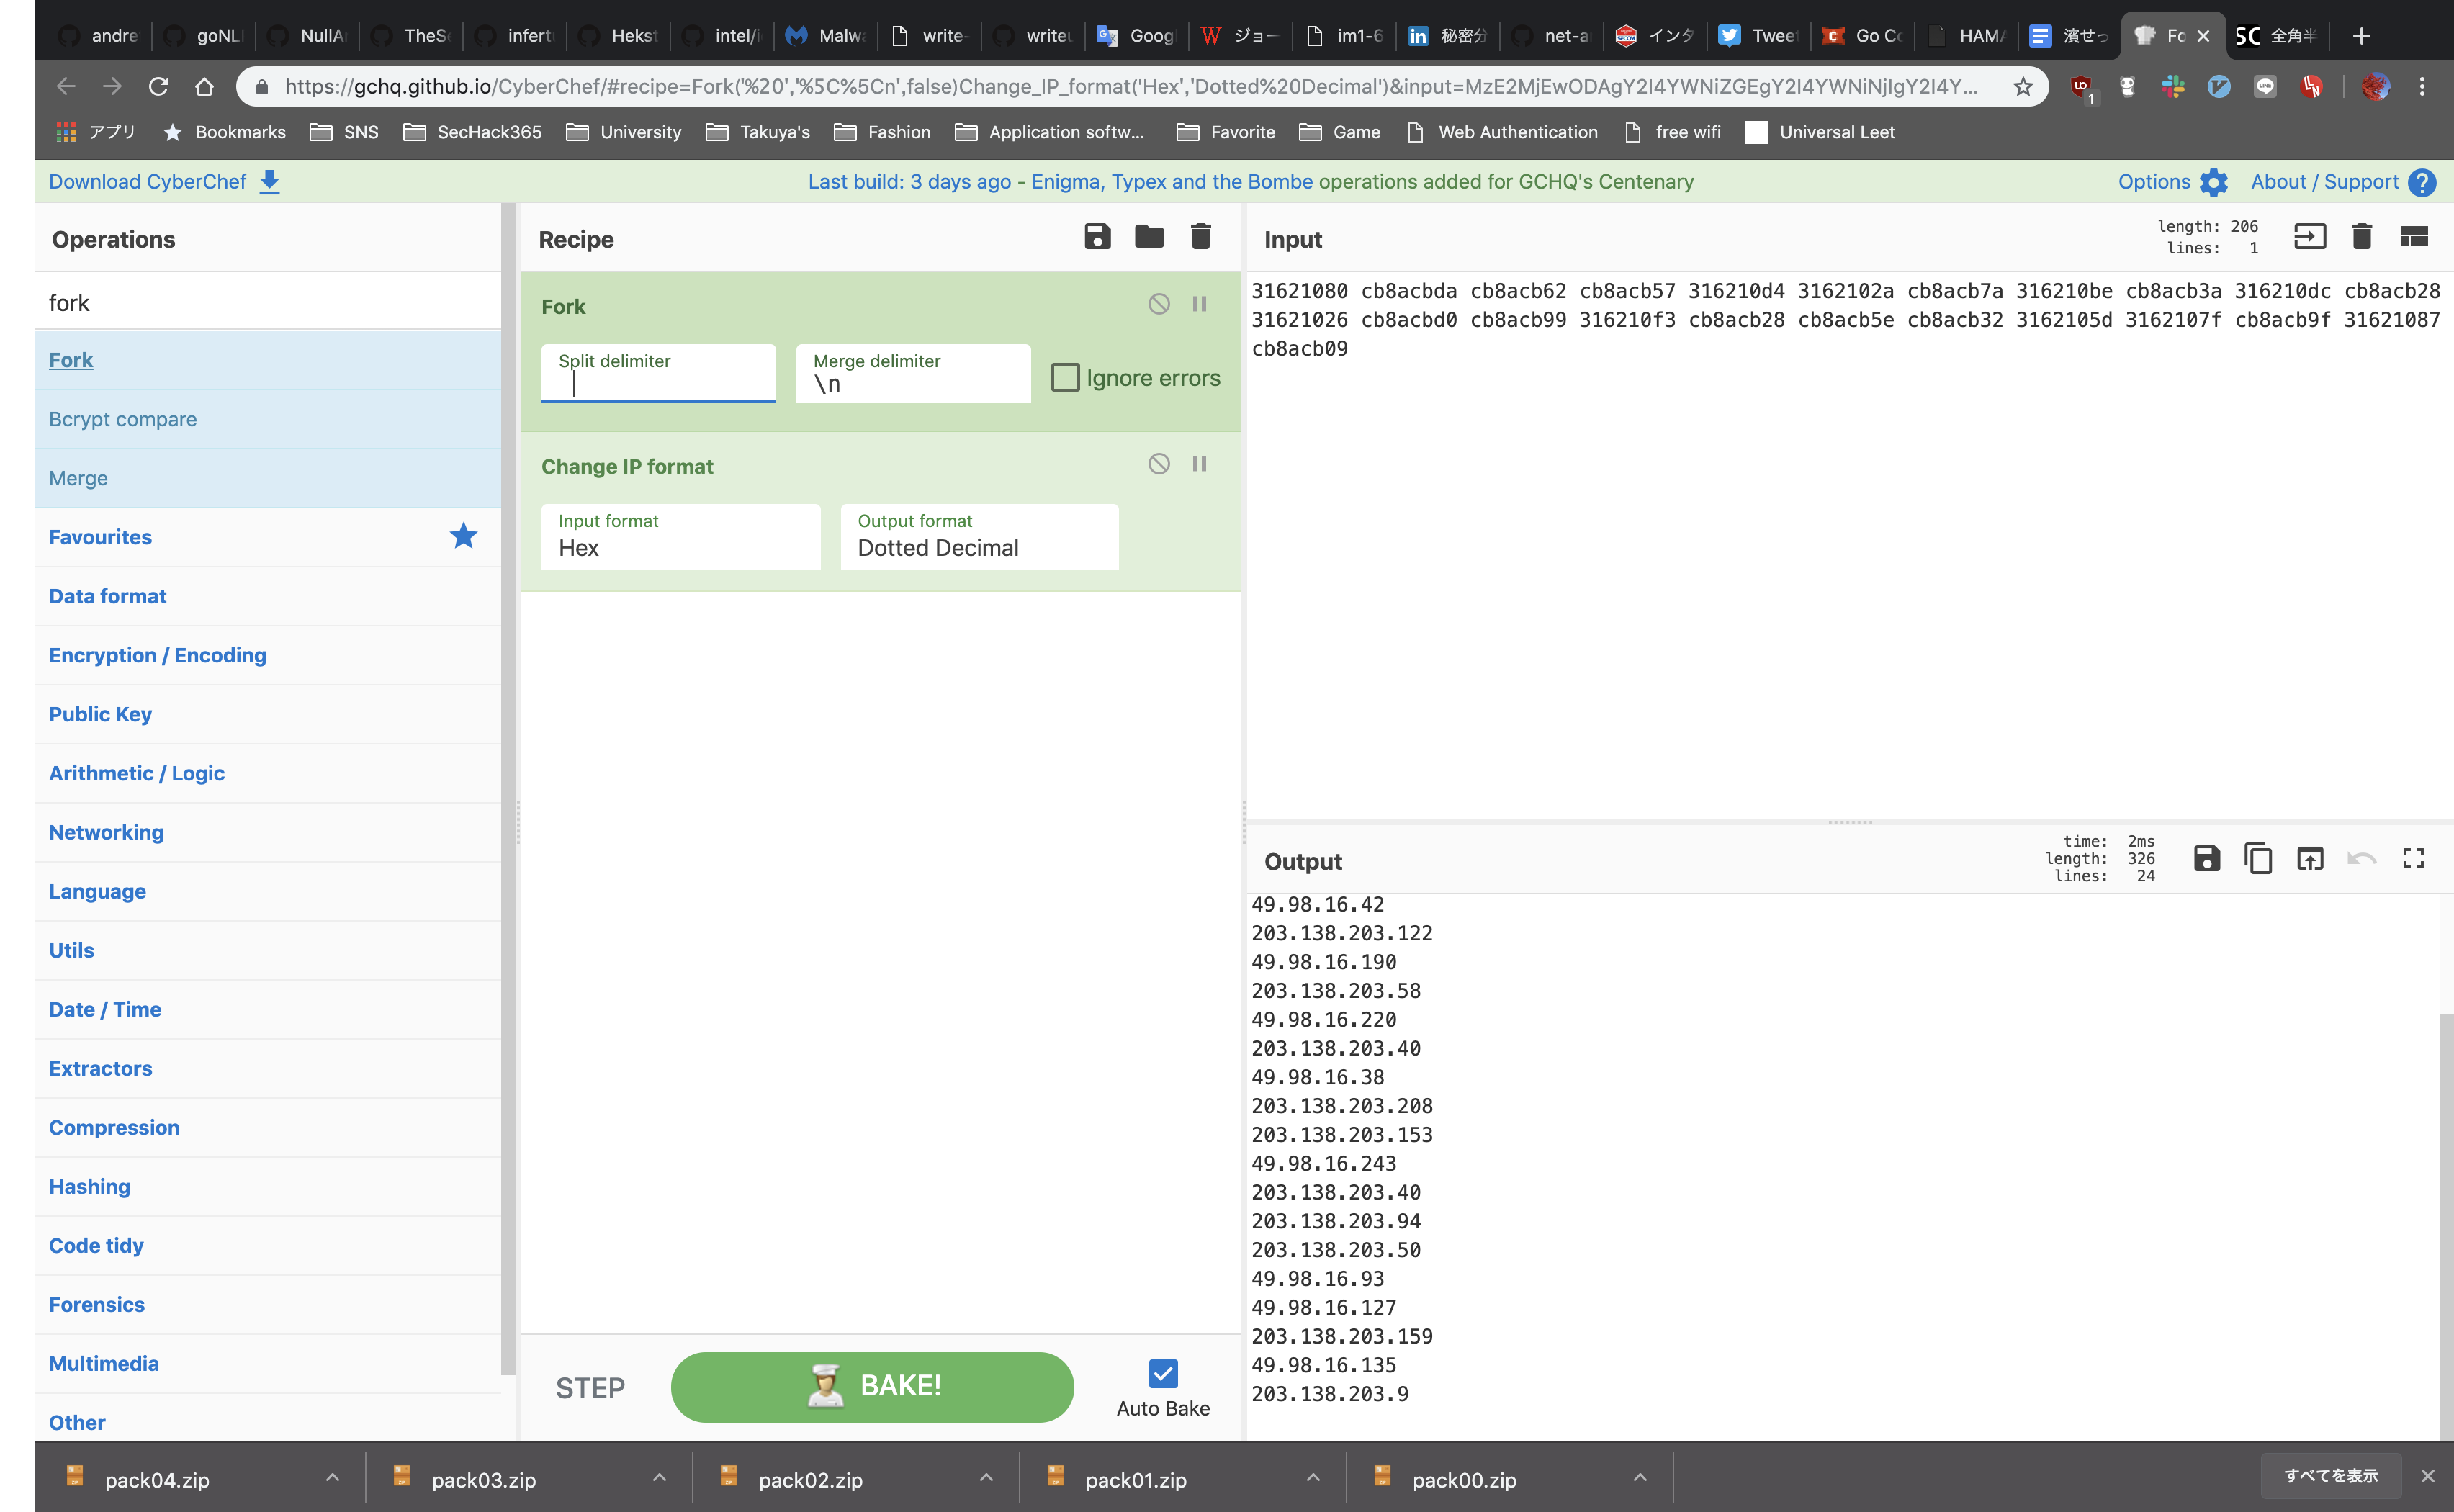 andre goNLI NullA TheSe infert Hekst intel/i Malwa write- write Goog ジョー im1-6 秘密分 net-a インタ Tweet Go Co HAMA 濱せっ Fo 全角半
https://gchq.github.io/CyberChef/#recipe=Fork('%20','%5C%5Cn',false)Change_IP_format('Hex','Dotted%20Decimal')&input=MzE2MjEwODAgY2I4YWNiZGEgY2I4YWNiNjIgY2I4Y...
1
アプリ Bookmarks SNS SecHack365 University Takuya's Fashion Application softw... Favorite Game Web Authentication free wifi Universal Leet
Download CyberChef Last build: 3 days ago - Enigma, Typex and the Bombe operations added for GCHQ's Centenary Options About / Support
Operations
fork
Fork
Bcrypt compare
Merge
Favourites
Data format
Encryption / Encoding
Public Key
Arithmetic / Logic
Networking
Language
Utils
Date / Time
Extractors
Compression
Hashing
Code tidy
Forensics
Multimedia
Other
Recipe
Fork
Split delimiter
Merge delimiter
\n
Ignore errors
Change IP format
Input format
Hex
Output format
Dotted Decimal
STEP
BAKE!
Auto Bake
Input
length: 206
lines: 1
31621080 cb8acbda cb8acb62 cb8acb57 316210d4 3162102a cb8acb7a 316210be cb8acb3a 316210dc cb8acb28
31621026 cb8acbd0 cb8acb99 316210f3 cb8acb28 cb8acb5e cb8acb32 3162105d 3162107f cb8acb9f 31621087
cb8acb09
Output
time: 2ms
length: 326
lines: 24
49.98.16.42
203.138.203.122
49.98.16.190
203.138.203.58
49.98.16.220
203.138.203.40
49.98.16.38
203.138.203.208
203.138.203.153
49.98.16.243
203.138.203.40
203.138.203.94
203.138.203.50
49.98.16.93
49.98.16.127
203.138.203.159
49.98.16.135
203.138.203.9
pack04.zip pack03.zip pack02.zip pack01.zip pack00.zip すべてを表示